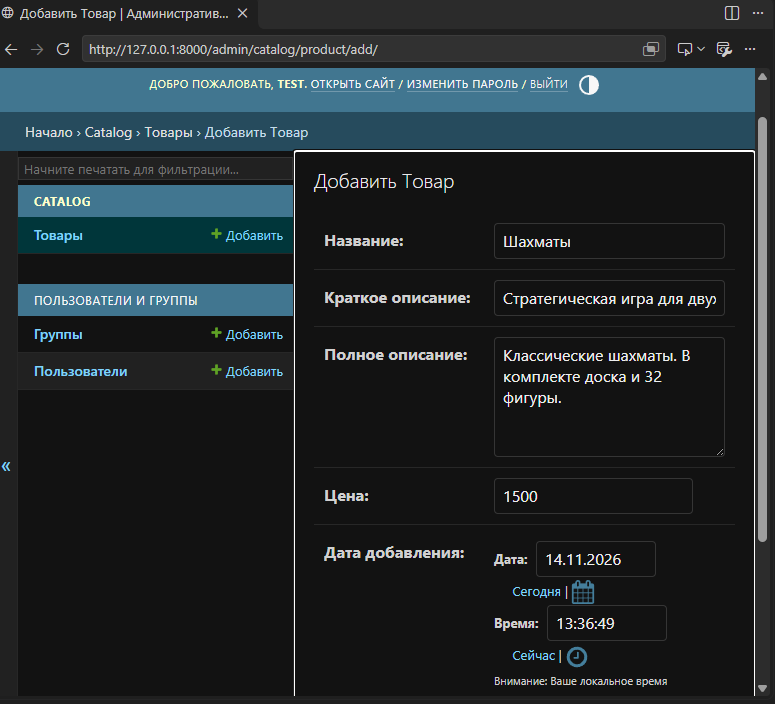 Добавить Товар | Административ...
http://127.0.0.1:8000/admin/catalog/product/add/
ДОБРО ПОЖАЛОВАТЬ, TEST. ОТКРЫТЬ САЙТ / ИЗМЕНИТЬ ПАРОЛЬ / ВЫЙТИ
Начало › Catalog › Товары › Добавить Товар
Начните печатать для фильтрации...
CATALOG
Товары + Добавить
ПОЛЬЗОВАТЕЛИ И ГРУППЫ
Группы + Добавить
Пользователи + Добавить
«
Добавить Товар
Название: Шахматы
Краткое описание: Стратегическая игра для двух
Полное описание: Классические шахматы. В
комплекте доска и 32
фигуры.
Цена: 1500
Дата добавления: Дата: 14.11.2026
Сегодня |
Время: 13:36:49
Сейчас |
Внимание: Ваше локальное время